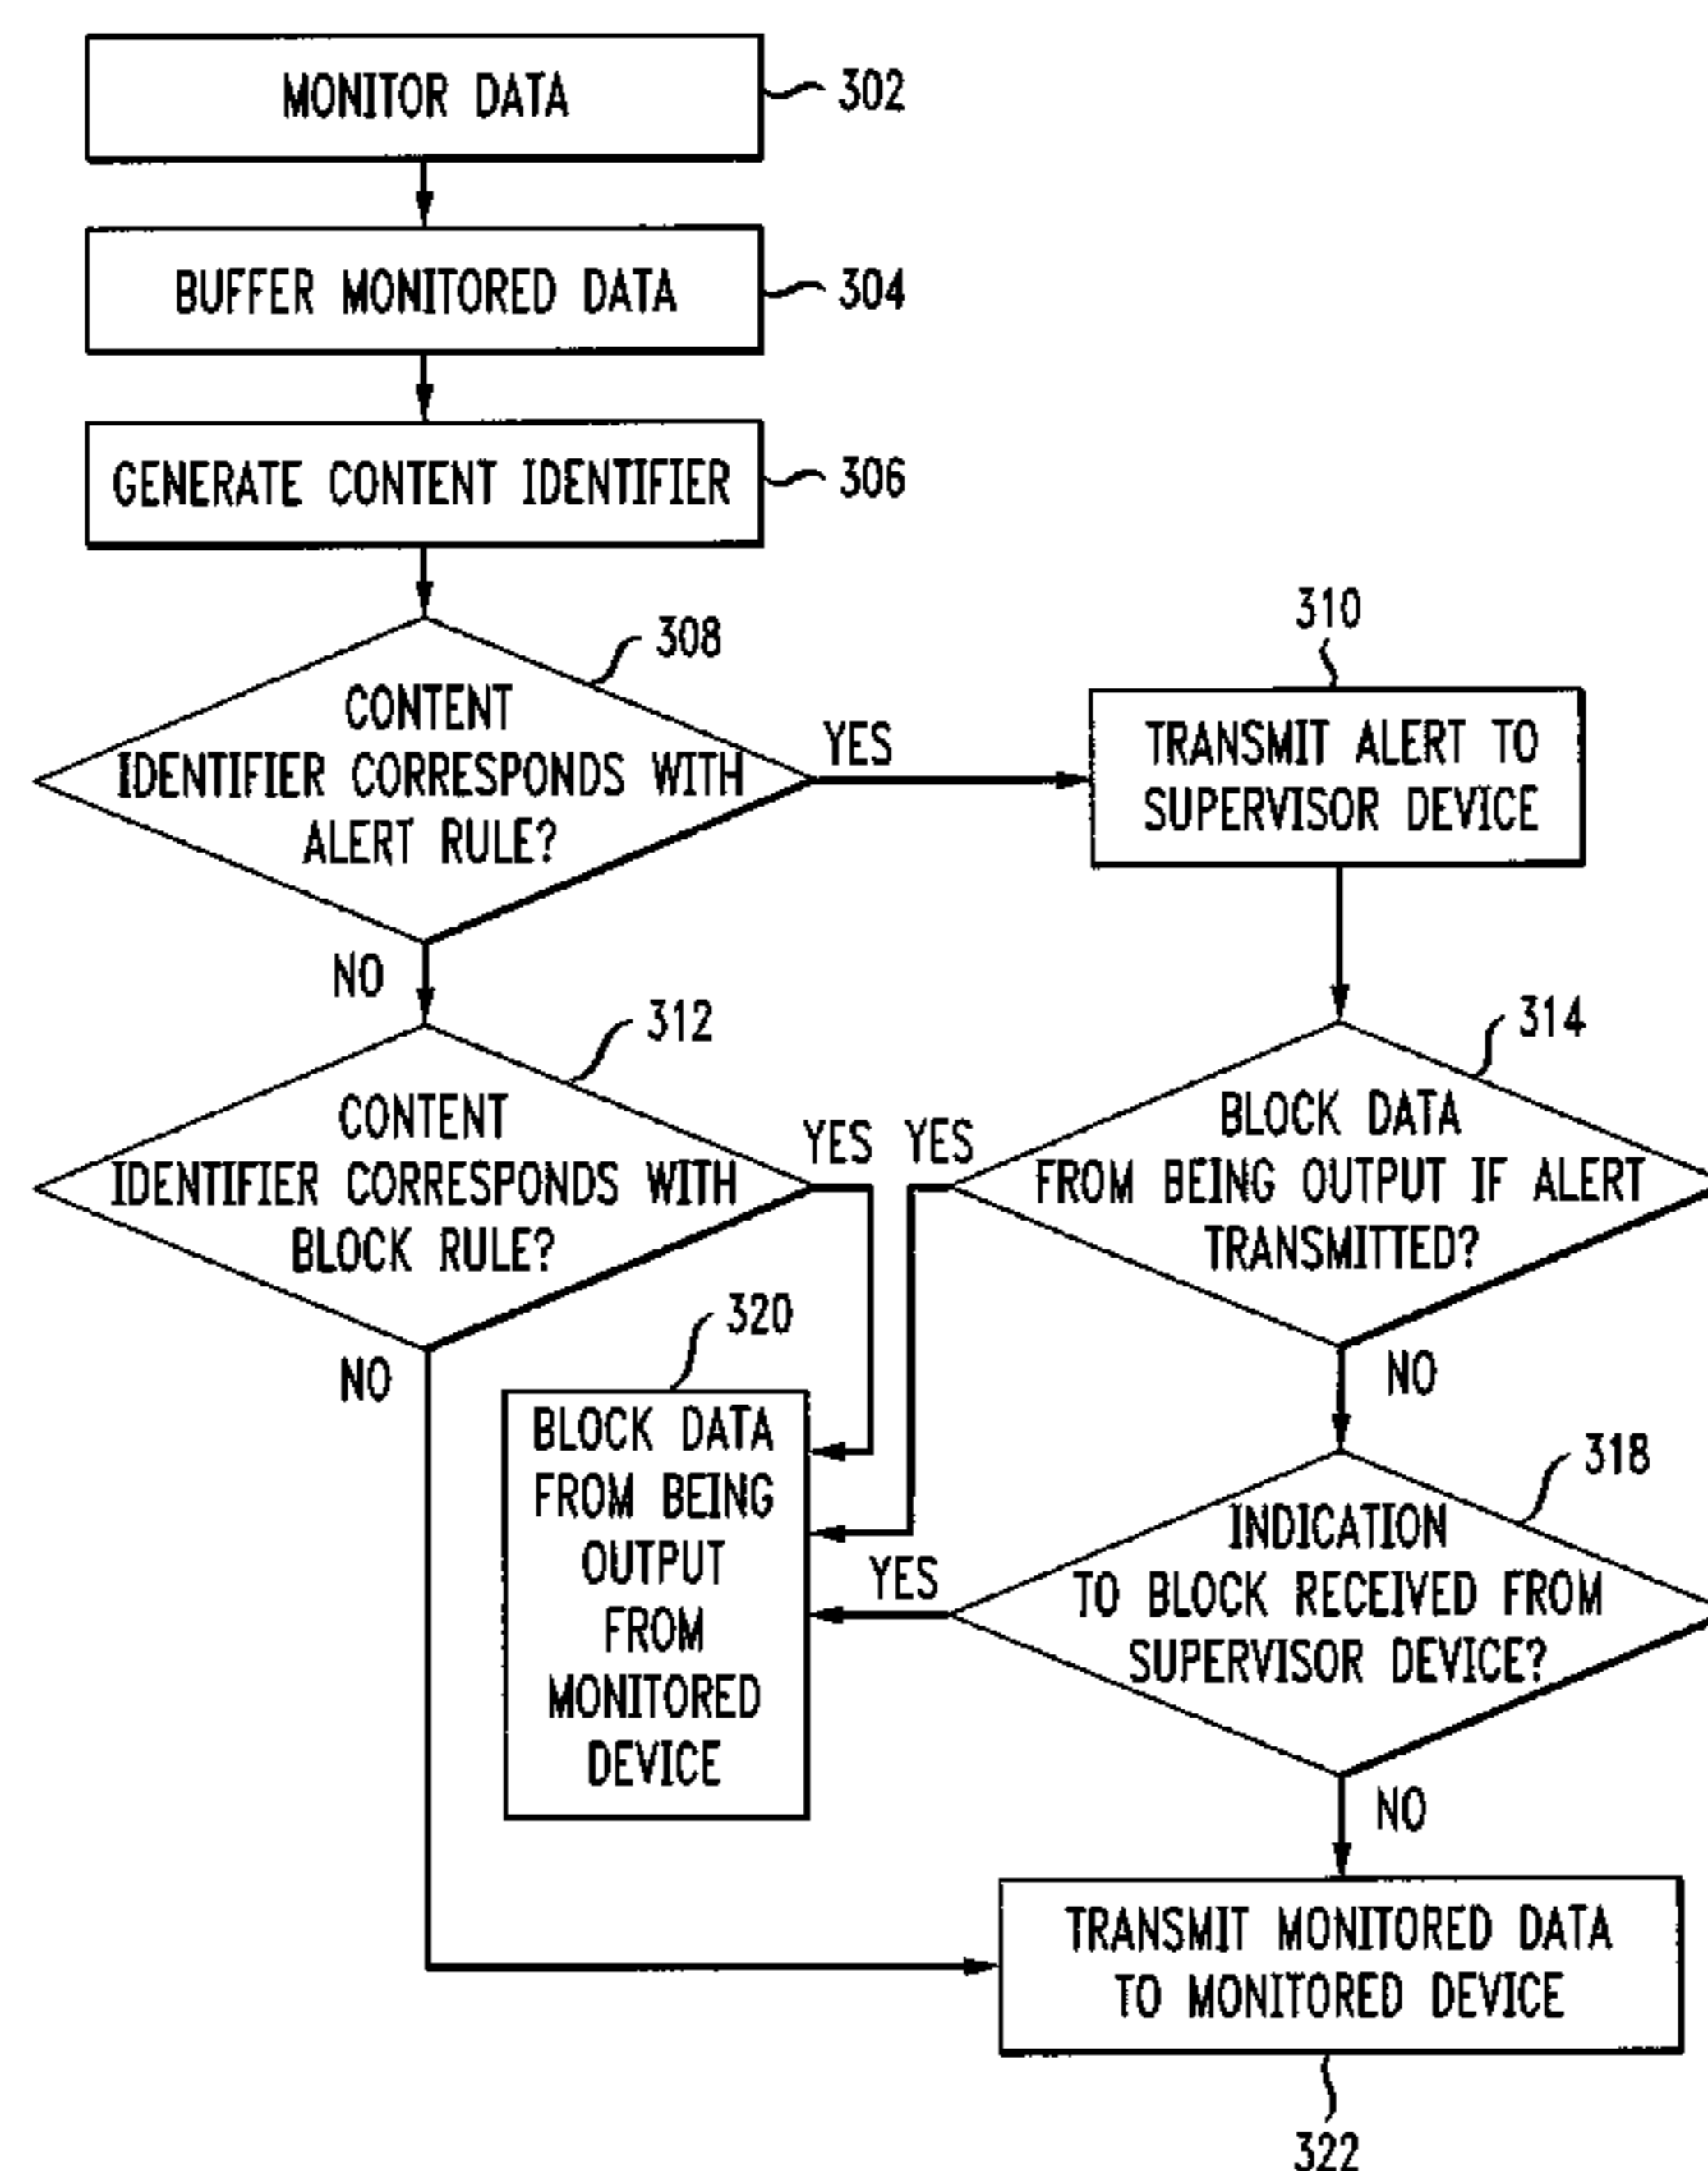 MONITOR DATA
302
BUFFER MONITORED DATA
304
GENERATE CONTENT IDENTIFIER
306
308
CONTENT
IDENTIFIER CORRESPONDS WITH
ALERT RULE?
YES
NO
310
TRANSMIT ALERT TO
SUPERVISOR DEVICE
312
CONTENT
IDENTIFIER CORRESPONDS WITH
BLOCK RULE?
YES
NO
314
BLOCK DATA
FROM BEING OUTPUT IF ALERT
TRANSMITTED?
YES
NO
320
BLOCK DATA
FROM BEING
OUTPUT
FROM
MONITORED
DEVICE
318
INDICATION
TO BLOCK RECEIVED FROM
SUPERVISOR DEVICE?
YES
NO
TRANSMIT MONITORED DATA
TO MONITORED DEVICE
322